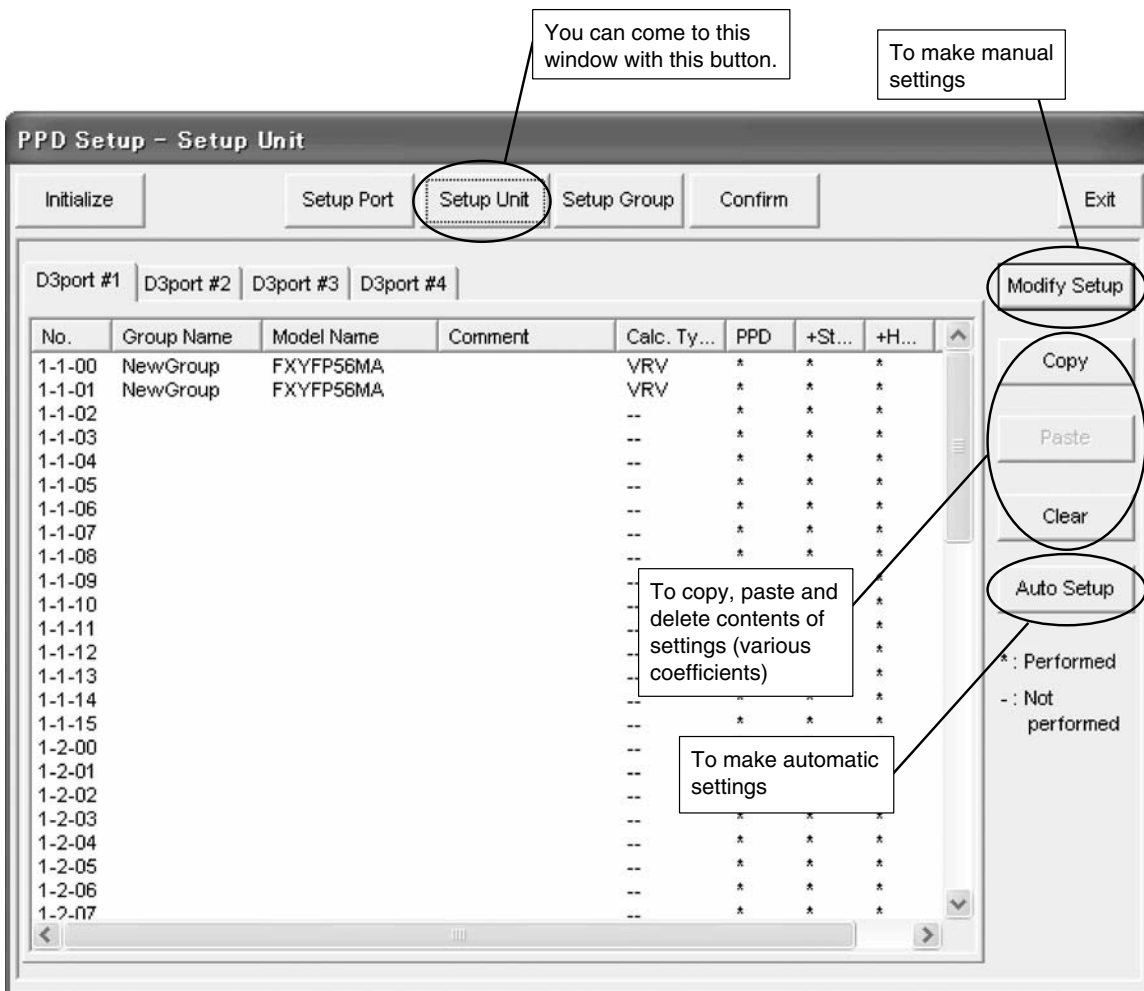 You can come to this
window with this button.
To make manual
settings
PPD Setup - Setup Unit
Initialize Setup Port Setup Unit Setup Group Confirm Exit
D3port #1 D3port #2 D3port #3 D3port #4
Modify Setup
No. Group Name Model Name Comment Calc. Ty... PPD +St... +H...
1-1-00 NewGroup FXYFP56MA VRV * * *
1-1-01 NewGroup FXYFP56MA VRV * * *
1-1-02 -- * * *
1-1-03 -- * * *
1-1-04 -- * * *
1-1-05 -- * * *
1-1-06 -- * * *
1-1-07 -- * * *
1-1-08 -- * * *
1-1-09 -- *
1-1-10 -- *
1-1-11 -- *
1-1-12 -- *
1-1-13 -- *
1-1-14 -- * * *
1-1-15 -- * * *
1-2-00 --
1-2-01 --
1-2-02 --
1-2-03 -- * * *
1-2-04 -- * * *
1-2-05 -- * * *
1-2-06 -- * * *
1-2-07 -- * * *
Copy
Paste
Clear
Auto Setup
* : Performed
- : Not
performed
To copy, paste and
delete contents of
settings (various
coefficients)
To make automatic
settings